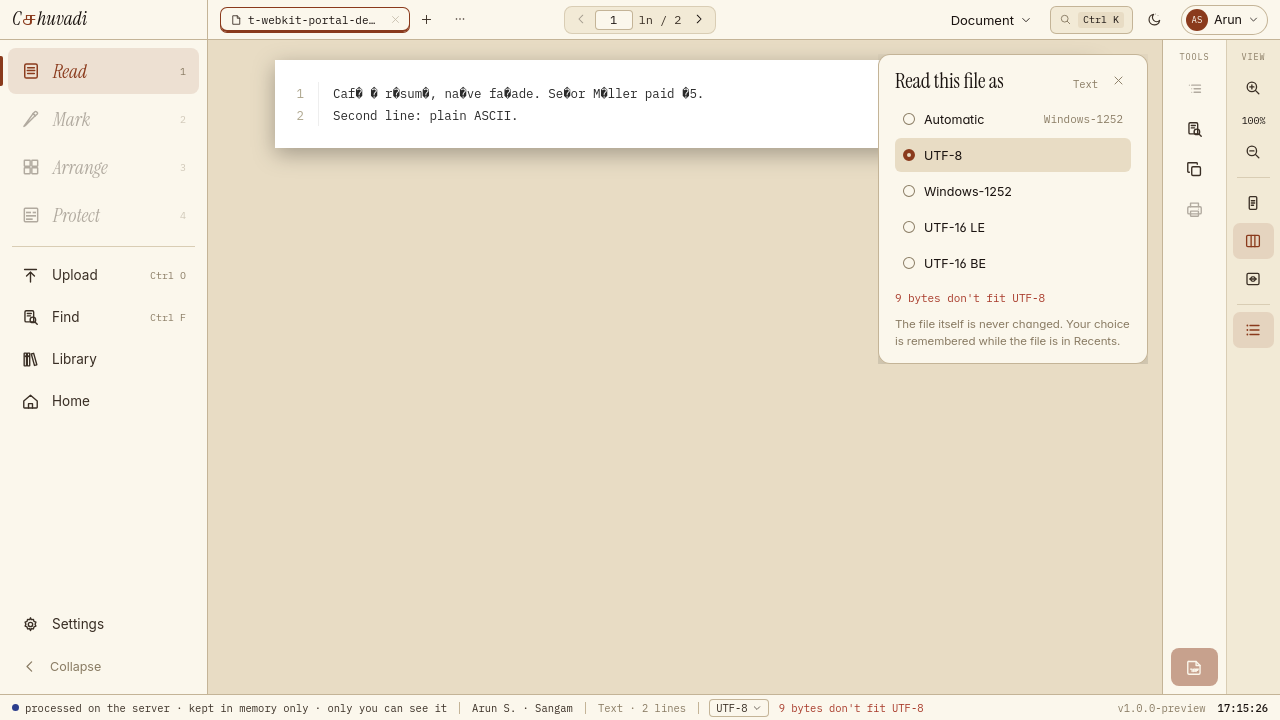 Chuvadi
t-webkit-portal-de…
1 ln / 2
Document
Ctrl K
AS Arun
Read 1
Mark 2
Arrange 3
Protect 4
Upload Ctrl O
Find Ctrl F
Library
Home
Settings
Collapse
1 Caf� � r�sum�, na�ve fa�ade. Se�or M�ller paid �5.
2 Second line: plain ASCII.
Read this file as Text
Automatic Windows-1252
UTF-8
Windows-1252
UTF-16 LE
UTF-16 BE
9 bytes don't fit UTF-8
The file itself is never changed. Your choice
is remembered while the file is in Recents.
TOOLS
VIEW
100%
processed on the server · kept in memory only · only you can see it
Arun S. · Sangam
Text · 2 lines
UTF-8
9 bytes don't fit UTF-8
v1.0.0-preview 17:15:26